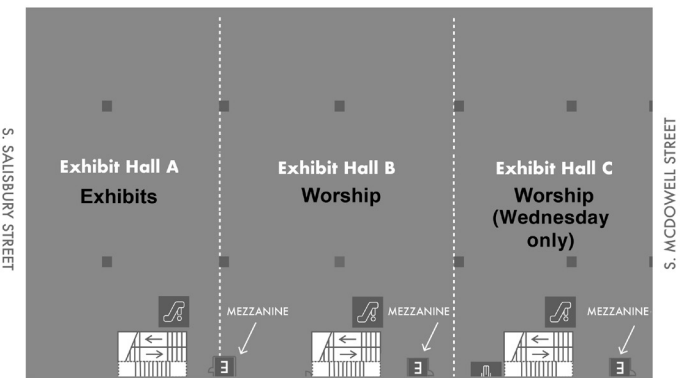 S. SALISBURY STREET
Exhibit Hall A
Exhibits
Exhibit Hall B
Worship
Exhibit Hall C
Worship
(Wednesday
only)
S. MCDOWELL STREET
MEZZANINE
MEZZANINE
MEZZANINE
E
E
E